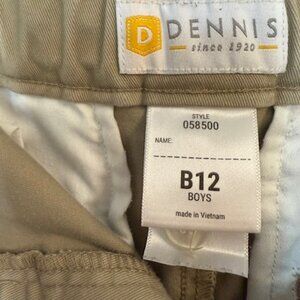 D DENNIS
since 1920
STYLE
058500
NAME:
B12
BOYS
made in Vietnam